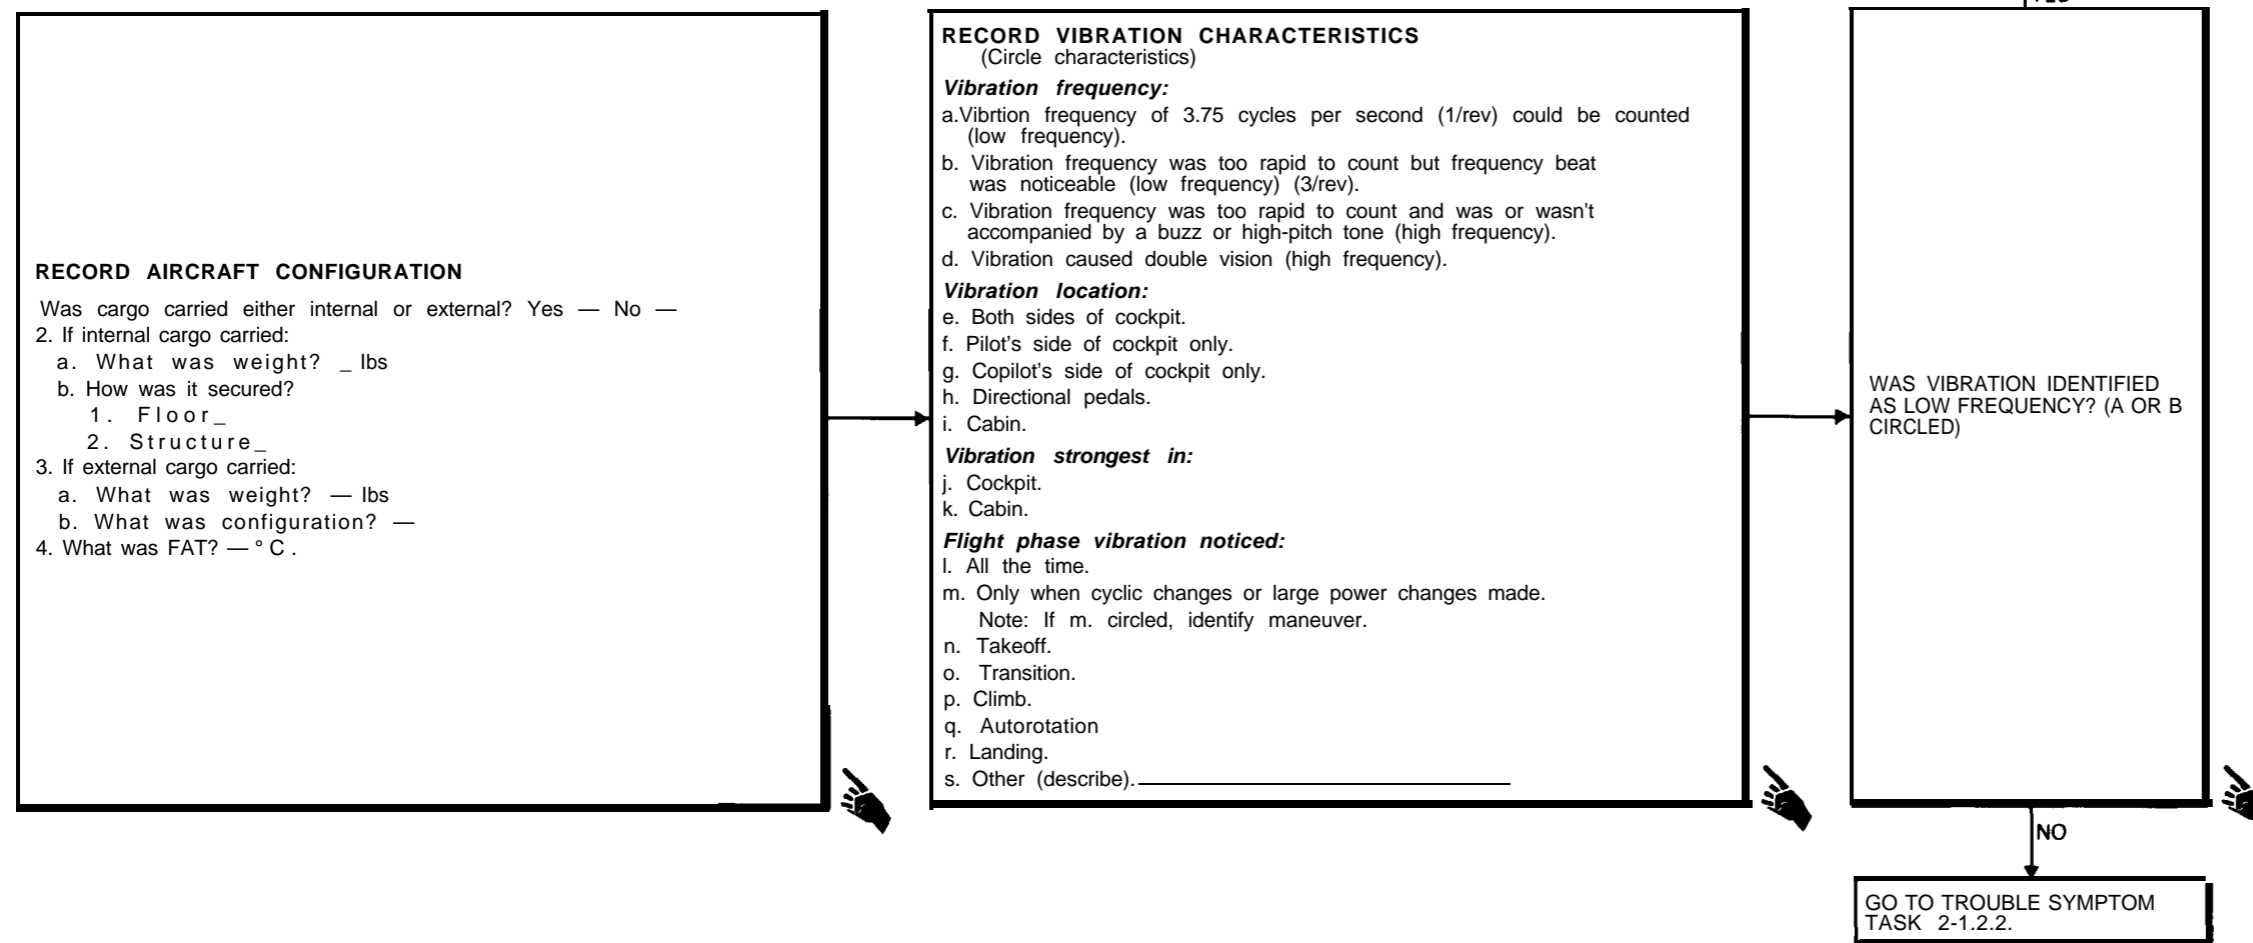 RECORD AIRCRAFT CONFIGURATION
Was cargo carried either internal or external? Yes — No —
2. If internal cargo carried:
a. What was weight? _ lbs
b. How was it secured?
1. Floor_
2. Structure_
3. If external cargo carried:
a. What was weight? — lbs
b. What was configuration? —
4. What was FAT? — ° C .
RECORD VIBRATION CHARACTERISTICS
(Circle characteristics)
Vibration frequency:
a.Vibrtion frequency of 3.75 cycles per second (1/rev) could be counted
(low frequency).
b. Vibration frequency was too rapid to count but frequency beat
was noticeable (low frequency) (3/rev).
c. Vibration frequency was too rapid to count and was or wasn't
accompanied by a buzz or high-pitch tone (high frequency).
d. Vibration caused double vision (high frequency).
Vibration location:
e. Both sides of cockpit.
f. Pilot's side of cockpit only.
g. Copilot's side of cockpit only.
h. Directional pedals.
i. Cabin.
Vibration strongest in:
j. Cockpit.
k. Cabin.
Flight phase vibration noticed:
l. All the time.
m. Only when cyclic changes or large power changes made.
Note: If m. circled, identify maneuver.
n. Takeoff.
o. Transition.
p. Climb.
q. Autorotation
r. Landing.
s. Other (describe).
WAS VIBRATION IDENTIFIED
AS LOW FREQUENCY? (A OR B
CIRCLED)
NO
GO TO TROUBLE SYMPTOM
TASK 2-1.2.2.